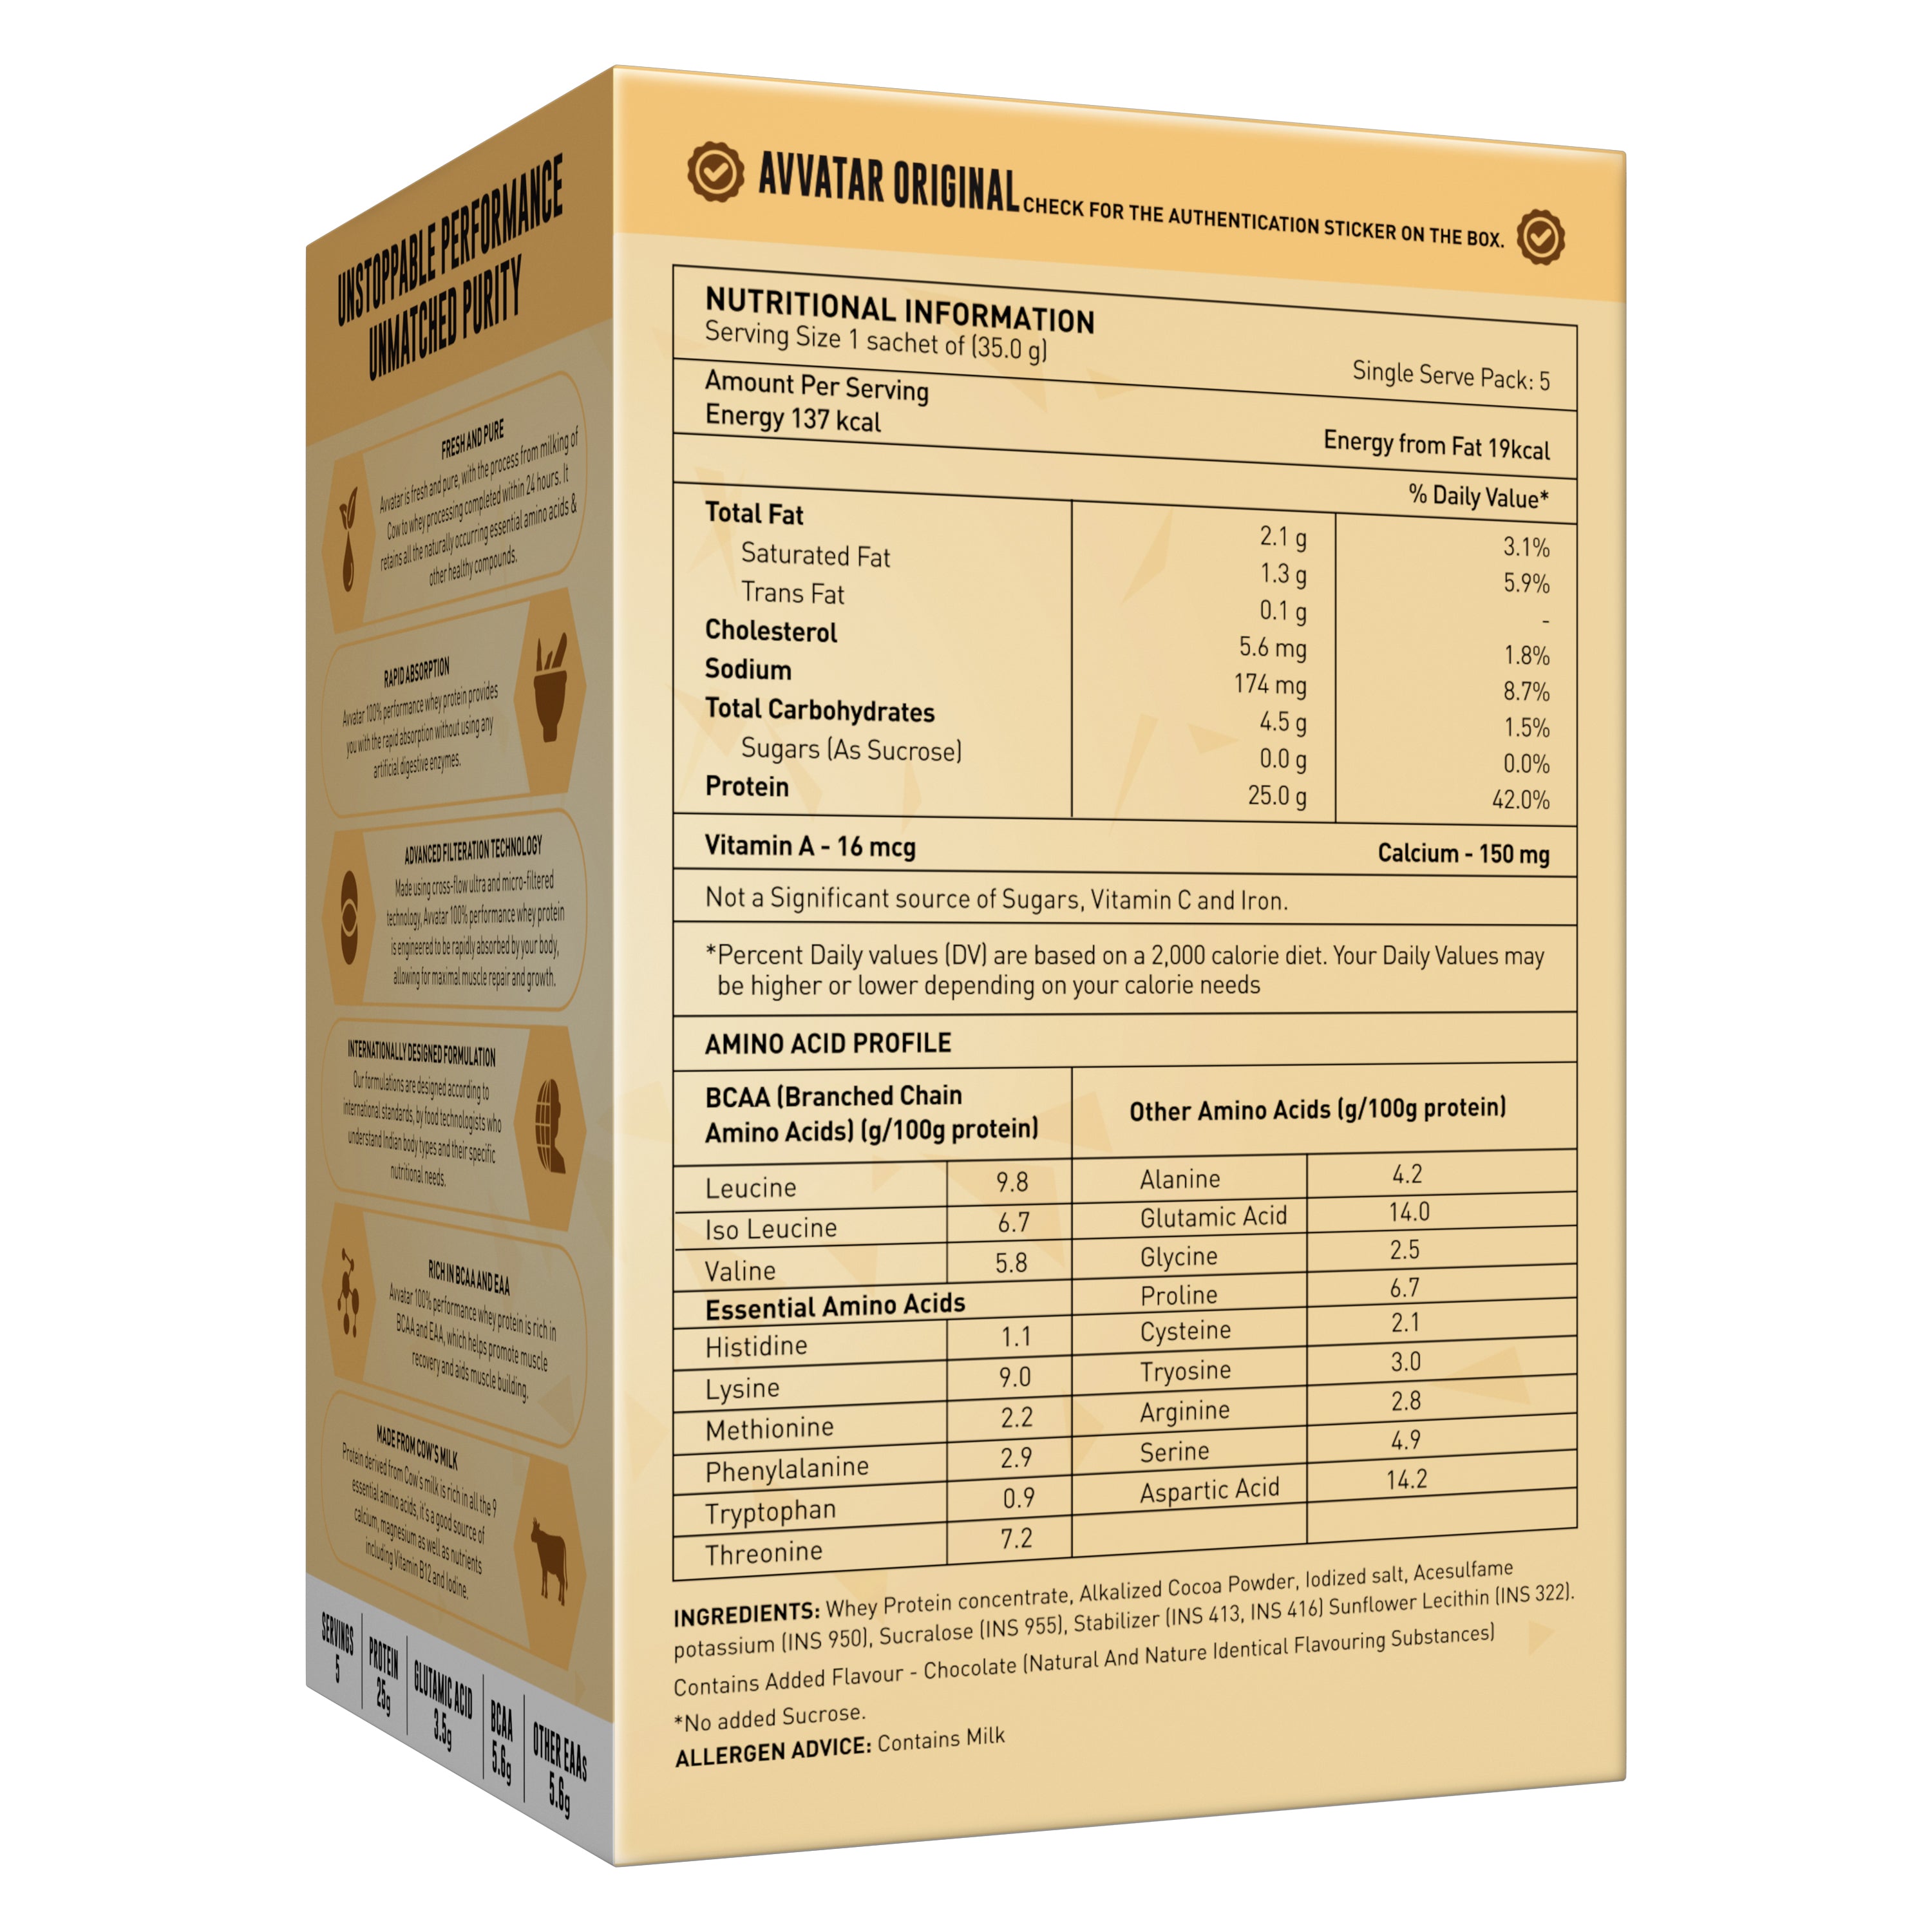 UNSTOPPABLE PERFORMANCE
UNMATCHED PURITY
FRESH AND PURE
Avvatar is fresh and pure, with the process from milking of
Cow to whey processing completed within 24 hours. It
retains all the naturally occurring essential amino acids &
other healthy compounds.
RAPID ABSORPTION
Avvatar 100% performance whey protein provides
you with the rapid absorption without using any
artificial digestive enzymes.
ADVANCED FILTERATION TECHNOLOGY
Made using cross-flow ultra and micro-filtered
technology, Avvatar 100% performance whey protein
is engineered to be rapidly absorbed by your body,
allowing for maximal muscle repair and growth.
INTERNATIONALLY DESIGNED FORMULATION
Our formulations are designed according to
international standards, by food technologists who
understand Indian body types and their specific
nutritional needs.
RICH IN BCAA AND EAA
Avvatar 100% performance whey protein is rich in
BCAA and EAA, which helps promote muscle
recovery and aids muscle building.
MADE FROM COW'S MILK
Protein derived from Cow's milk is rich in all the 9
essential amino acids, it's a good source of
calcium, magnesium as well as nutrients
including Vitamin B12 and Iodine.
SERVINGS PROTEIN GLUTAMIC ACID BCAA OTHER EAAs
5 25g 3.5g 5.6g 5.6g
AVVATAR ORIGINAL CHECK FOR THE AUTHENTICATION STICKER ON THE BOX.
NUTRITIONAL INFORMATION
Serving Size 1 sachet of (35.0 g) Single Serve Pack: 5
Amount Per Serving
Energy 137 kcal Energy from Fat 19kcal
% Daily Value*
Total Fat 2.1 g 3.1%
Saturated Fat 1.3 g 5.9%
Trans Fat 0.1 g -
Cholesterol 5.6 mg 1.8%
Sodium 174 mg 8.7%
Total Carbohydrates 4.5 g 1.5%
Sugars (As Sucrose) 0.0 g 0.0%
Protein 25.0 g 42.0%
Vitamin A - 16 mcg Calcium - 150 mg
Not a Significant source of Sugars, Vitamin C and Iron.
*Percent Daily values (DV) are based on a 2,000 calorie diet. Your Daily Values may
be higher or lower depending on your calorie needs
AMINO ACID PROFILE
BCAA (Branched Chain
Amino Acids) (g/100g protein)
Leucine 9.8
Iso Leucine 6.7
Valine 5.8
Essential Amino Acids
Histidine 1.1
Lysine 9.0
Methionine 2.2
Phenylalanine 2.9
Tryptophan 0.9
Threonine 7.2
Other Amino Acids (g/100g protein)
Alanine 4.2
Glutamic Acid 14.0
Glycine 2.5
Proline 6.7
Cysteine 2.1
Tryosine 3.0
Arginine 2.8
Serine 4.9
Aspartic Acid 14.2
INGREDIENTS: Whey Protein concentrate, Alkalized Cocoa Powder, Iodized salt, Acesulfame
potassium (INS 950), Sucralose (INS 955), Stabilizer (INS 413, INS 416) Sunflower Lecithin (INS 322).
Contains Added Flavour - Chocolate (Natural And Nature Identical Flavouring Substances)
*No added Sucrose.
ALLERGEN ADVICE: Contains Milk